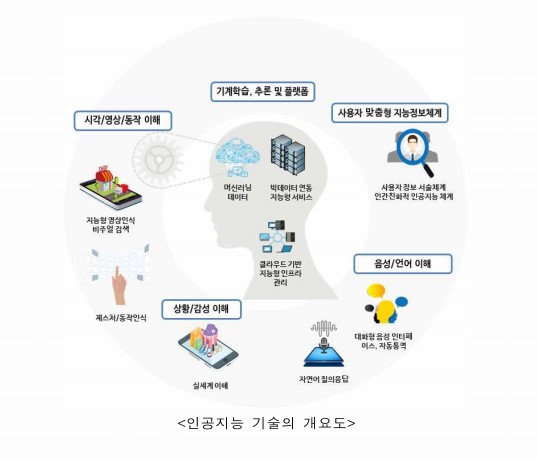 기계학습, 추론 및 플랫폼
시각/영상/동작 이해
사용자 맞춤형 지능정보체계
머신러닝
데이터
빅데이터 연동
지능형 서비스
사용자 정보 서술체계
인간친화적 인공지능 체계
지능형 영상인식
비주얼 검색
클라우드 기반
지능형 인프라
관리
음성/언어 이해
제스처/동작인식
상황/감성 이해
대화형 음성 인터페
이스, 자동통역
실세계 이해
자연어 질의응답
<인공지능 기술의 개요도>